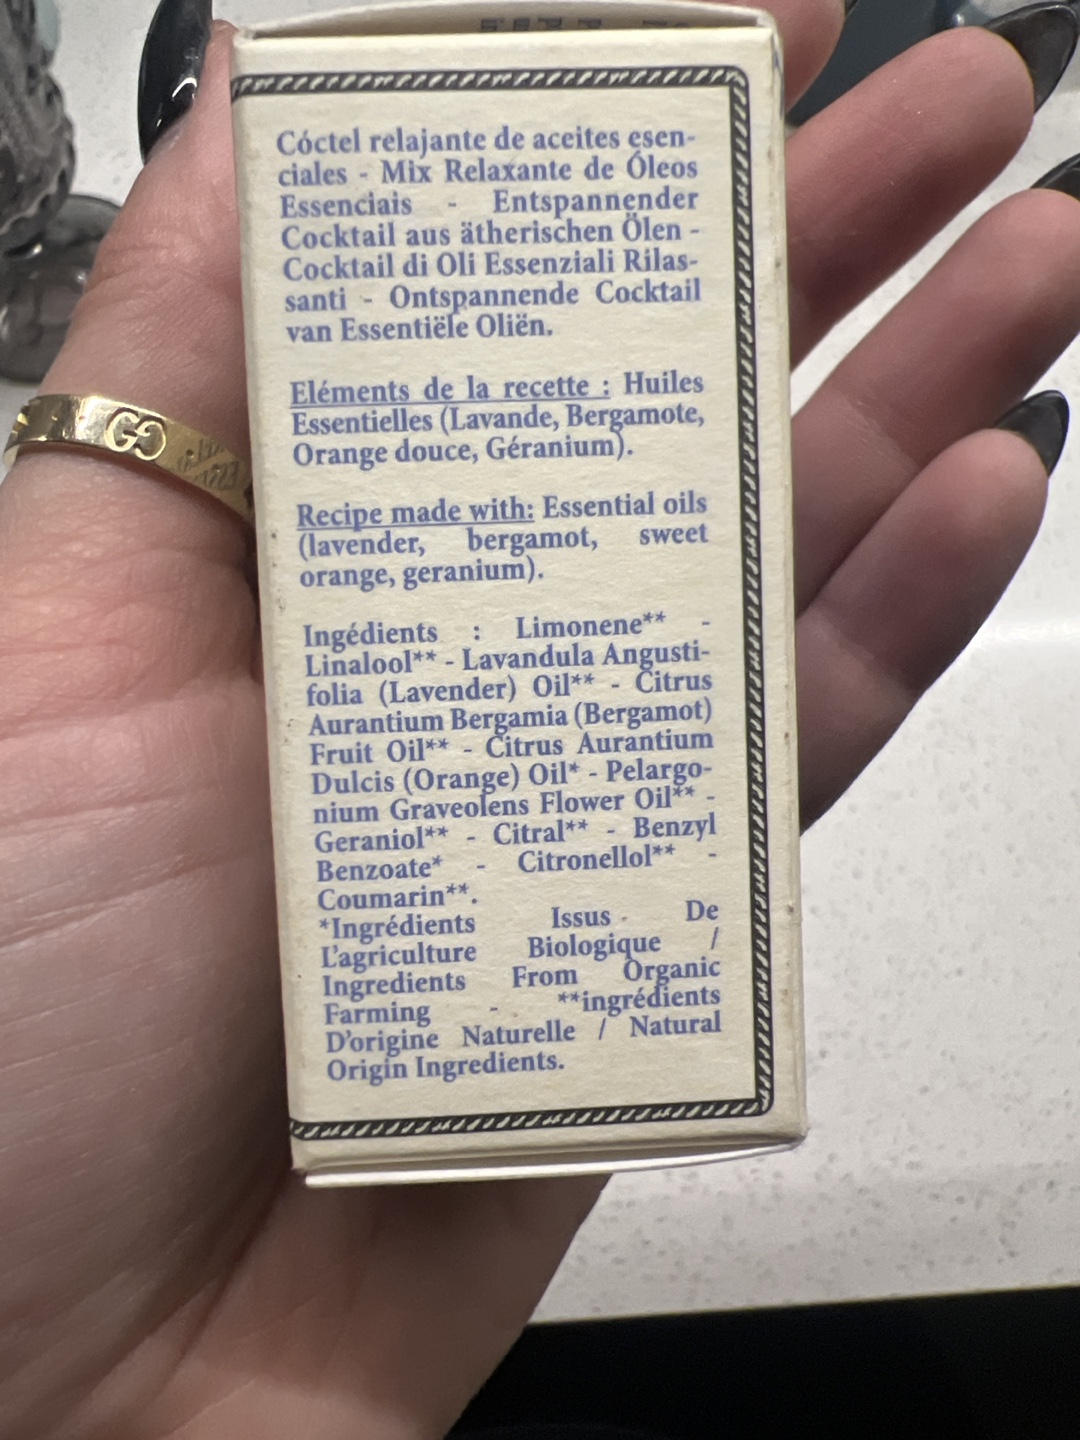 Cóctel relajante de aceites esen-
ciales - Mix Relaxante de Óleos
Essenciais - Entspannender
Cocktail aus ätherischen Ölen -
Cocktail di Oli Essenziali Rilas-
santi - Ontspannende Cocktail
van Essentiële Oliën.
Eléments de la recette : Huiles
Essentielles (Lavande, Bergamote,
Orange douce, Géranium).
Recipe made with: Essential oils
(lavender, bergamot, sweet
orange, geranium).
Ingédients : Limonene** -
Linalool** - Lavandula Angusti-
folia (Lavender) Oil** - Citrus
Aurantium Bergamia (Bergamot)
Fruit Oil** - Citrus Aurantium
Dulcis (Orange) Oil* - Pelargo-
nium Graveolens Flower Oil** -
Geraniol** - Citral** - Benzyl
Benzoate* - Citronellol** -
Coumarin**.
*Ingrédients Issus - De
L'agriculture Biologique /
Ingredients From Organic
Farming - **ingrédients
D'origine Naturelle / Natural
Origin Ingredients.